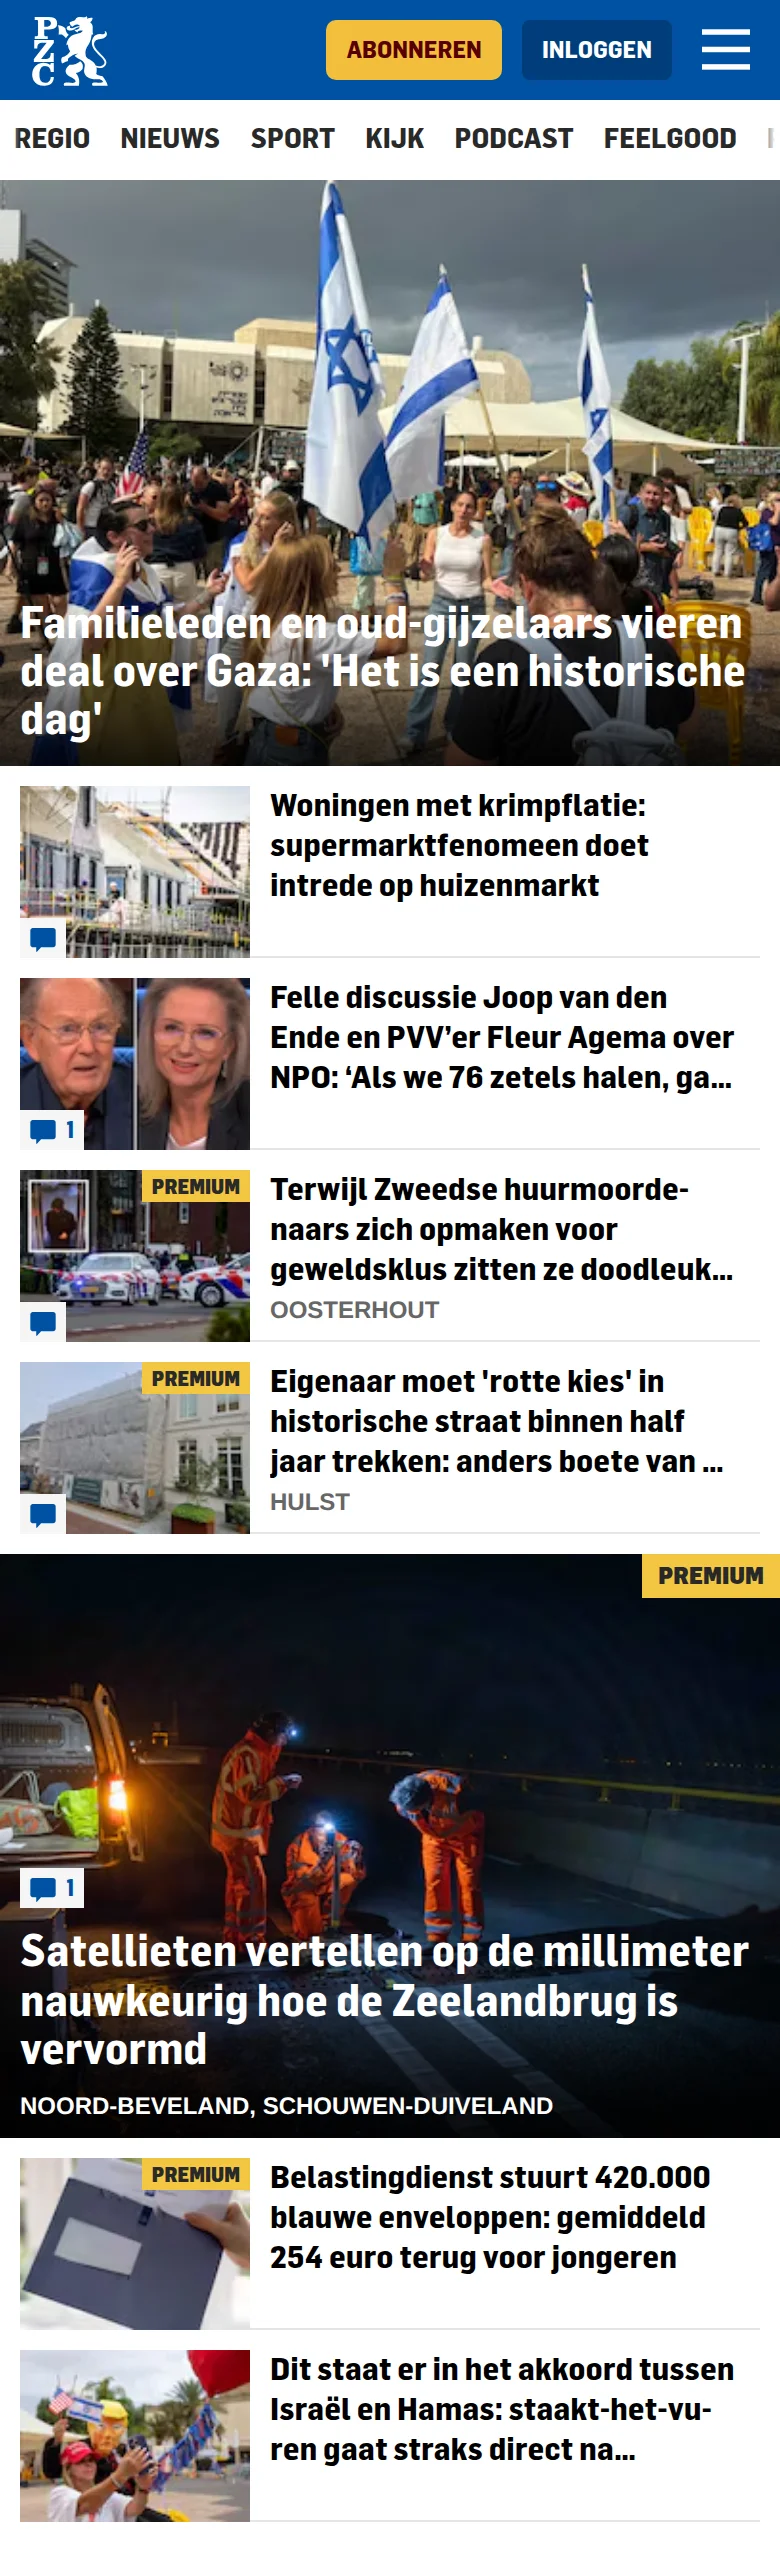 PZC
ABONNEREN
INLOGGEN
REGIO NIEUWS SPORT KIJK PODCAST FEELGOOD
Familieleden en oud-gijzelaars vieren
deal over Gaza: 'Het is een historische
dag'
Woningen met krimpflatie:
supermarktfenomeen doet
intrede op huizenmarkt
Felle discussie Joop van den
Ende en PVV’er Fleur Agema over
NPO: ‘Als we 76 zetels halen, ga...
1
PREMIUM
Terwijl Zweedse huurmoorde-
naars zich opmaken voor
geweldsklus zitten ze doodleuk...
OOSTERHOUT
PREMIUM
Eigenaar moet 'rotte kies' in
historische straat binnen half
jaar trekken: anders boete van ...
HULST
PREMIUM
1
Satellieten vertellen op de millimeter
nauwkeurig hoe de Zeelandbrug is
vervormd
NOORD-BEVELAND, SCHOUWEN-DUIVELAND
PREMIUM
Belastingdienst stuurt 420.000
blauwe enveloppen: gemiddeld
254 euro terug voor jongeren
Dit staat er in het akkoord tussen
Israël en Hamas: staakt-het-vu-
ren gaat straks direct na...